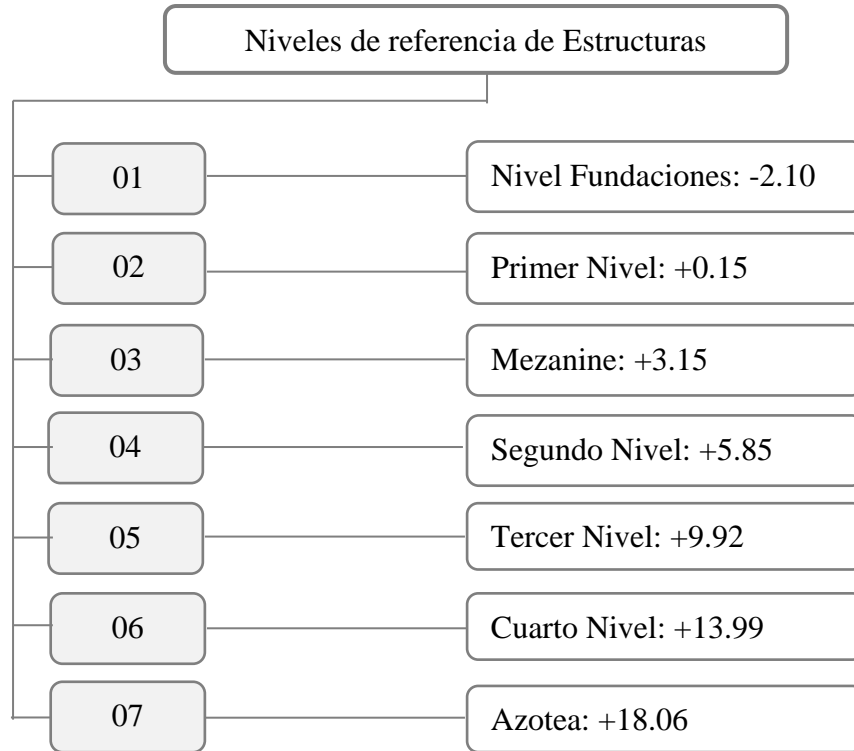 Niveles de referencia de Estructuras
01
Nivel Fundaciones: -2.10
02
Primer Nivel: +0.15
03
Mezanine: +3.15
04
Segundo Nivel: +5.85
05
Tercer Nivel: +9.92
06
Cuarto Nivel: +13.99
07
Azotea: +18.06